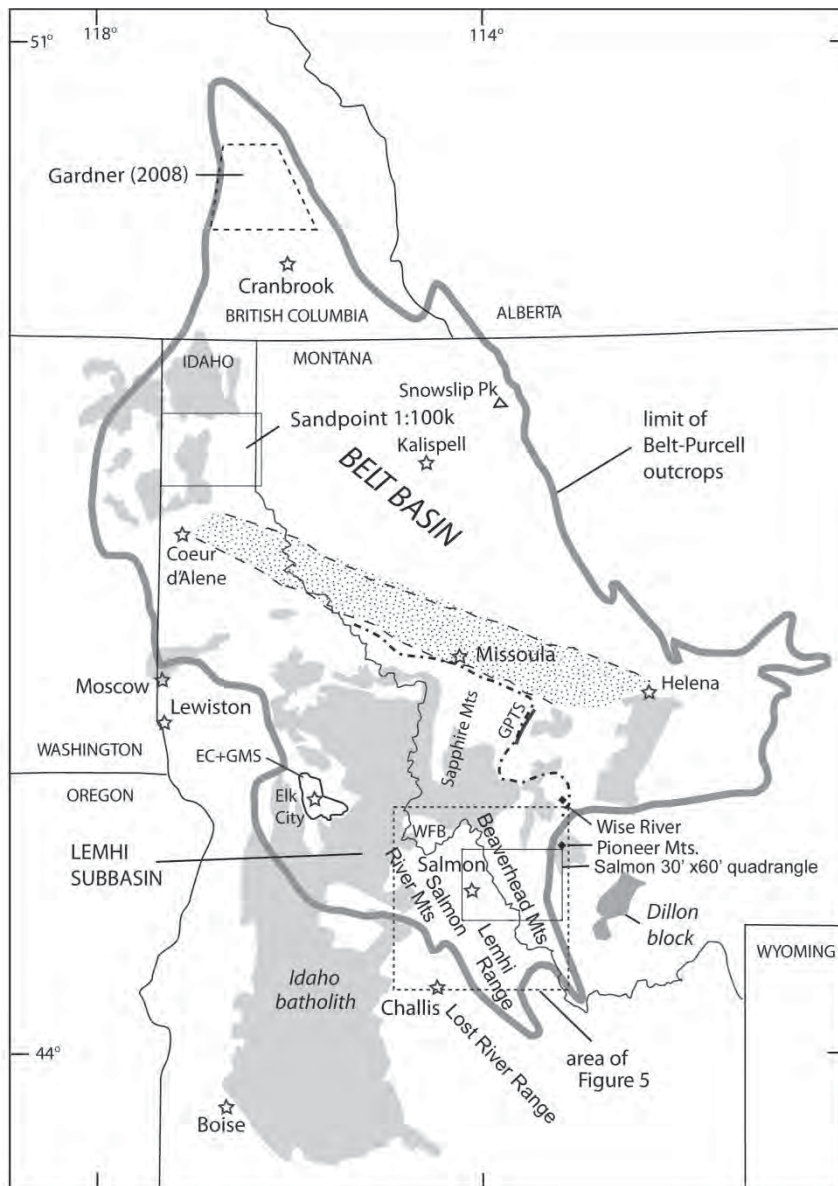 118°
114°
51°
Gardner (2008)
Cranbrook
BRITISH COLUMBIA
ALBERTA
IDAHO
MONTANA
Snowslip Pk
Sandpoint 1:100k
Kalispell
limit of
Belt-Purcell
outcrops
BELT BASIN
Coeur
d'Alene
Missoula
Helena
Moscow
Lewiston
Sapphire Mts
GPTS
WASHINGTON
EC+GMS
OREGON
Elk
City
Wise River
Pioneer Mts.
Salmon 30' x60' quadrangle
WFB
LEMHI
SUBBASIN
Salmon
Beaverhead Mts
Salmon
River Mts
Lemhi
Range
Dillon
block
WYOMING
Idaho
batholith
Challis
Lost River Range
area of
Figure 5
44°
Boise